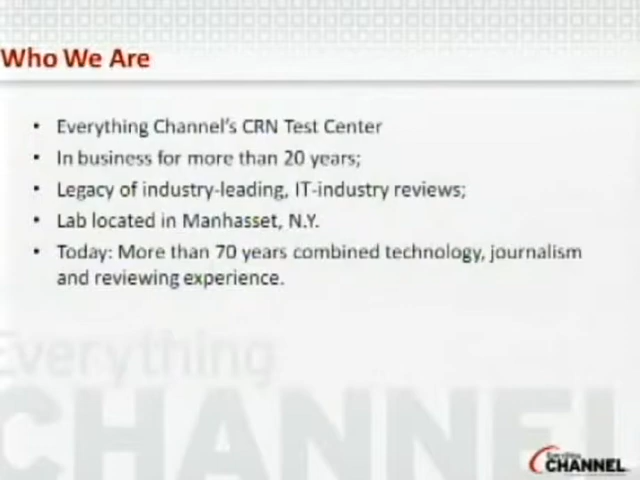 Who We Are
• Everything Channel's CRN Test Center
• In business for more than 20 years;
• Legacy of industry-leading, IT-industry reviews;
• Lab located in Manhasset, N.Y.
• Today: More than 70 years combined technology, journalism
and reviewing experience.
Everything
CHANNEL
Everything
CHANNEL